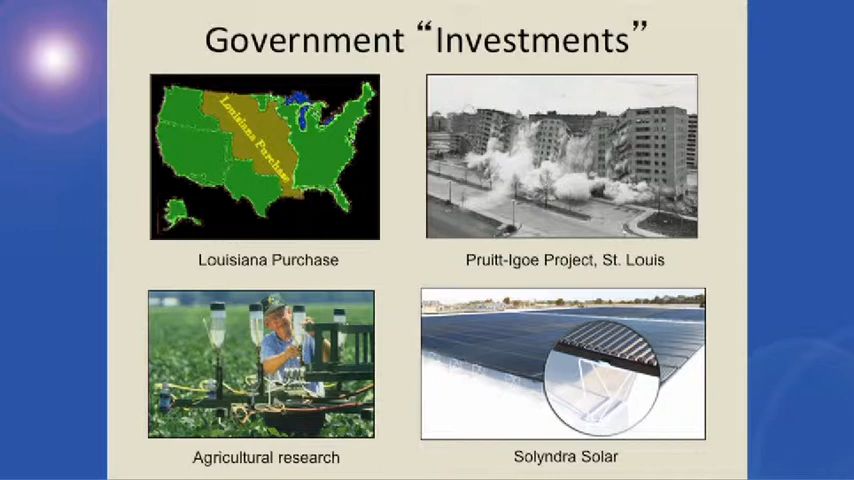 Government “Investments”
Louisiana Purchase
Louisiana Purchase
Pruitt-Igoe Project, St. Louis
Agricultural research
Solyndra Solar